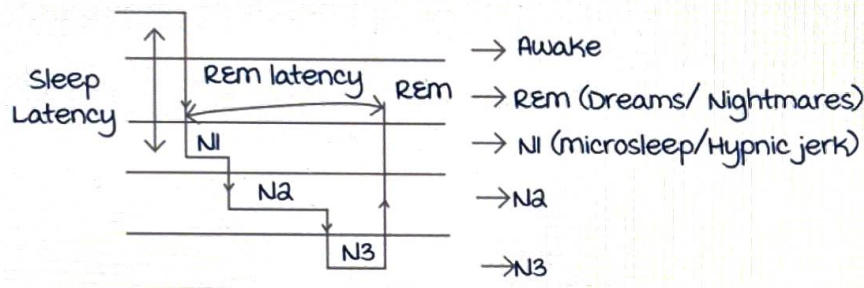 → Awake
Sleep Latency
REM latency
REM
→ REM (Dreams/ Nightmares)
N1
→ N1 (microsleep/Hypnic jerk)
N2
→ N2
N3
→ N3